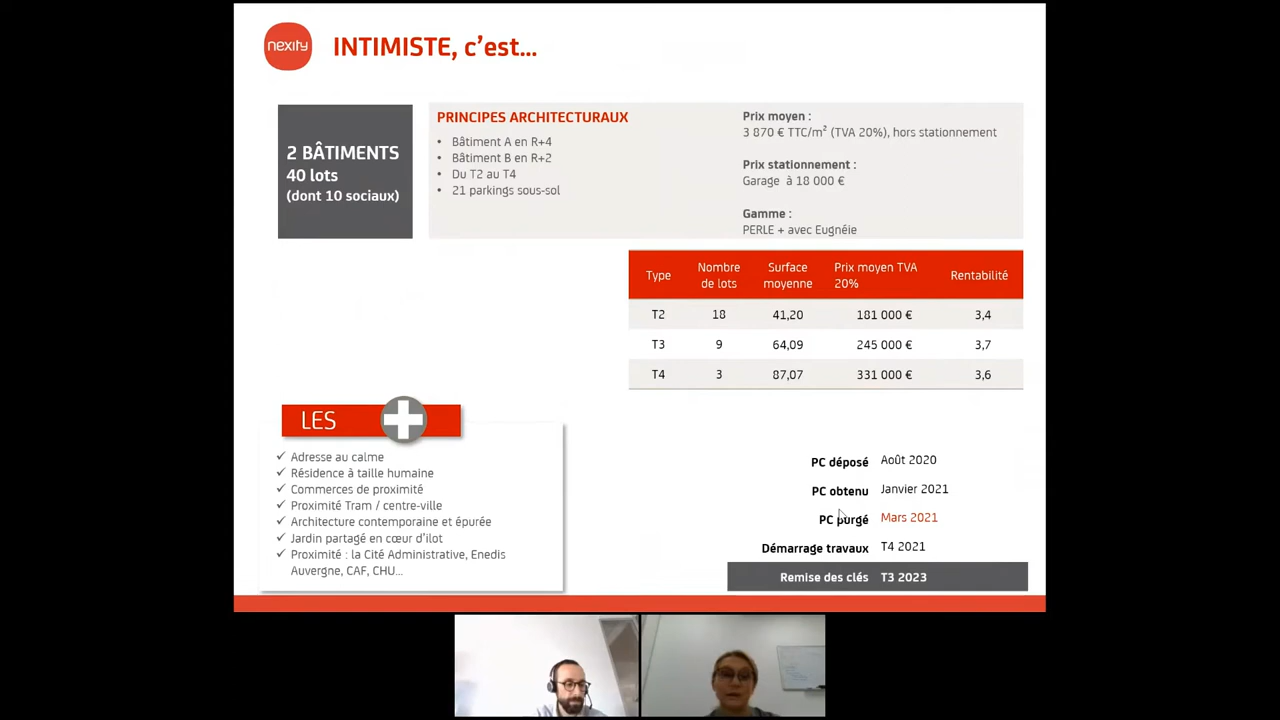 nexity
INTIMISTE, c'est...
2 BÂTIMENTS
40 lots
(dont 10 sociaux)
PRINCIPES ARCHITECTURAUX
• Bâtiment A en R+4
• Bâtiment B en R+2
• Du T2 au T4
• 21 parkings sous-sol
Prix moyen :
3 870 € TTC/m² (TVA 20%), hors stationnement
Prix stationnement :
Garage à 18 000 €
Gamme :
PERLE + avec Eugnéie
Type Nombre de lots Surface moyenne Prix moyen TVA 20% Rentabilité
T2 18 41,20 181 000 € 3,4
T3 9 64,09 245 000 € 3,7
T4 3 87,07 331 000 € 3,6
LES +
✓ Adresse au calme
✓ Résidence à taille humaine
✓ Commerces de proximité
✓ Proximité Tram / centre-ville
✓ Architecture contemporaine et épurée
✓ Jardin partagé en cœur d'ilot
✓ Proximité : la Cité Administrative, Enedis
Auvergne, CAF, CHU...
PC déposé Août 2020
PC obtenu Janvier 2021
PC purgé Mars 2021
Démarrage travaux T4 2021
Remise des clés T3 2023